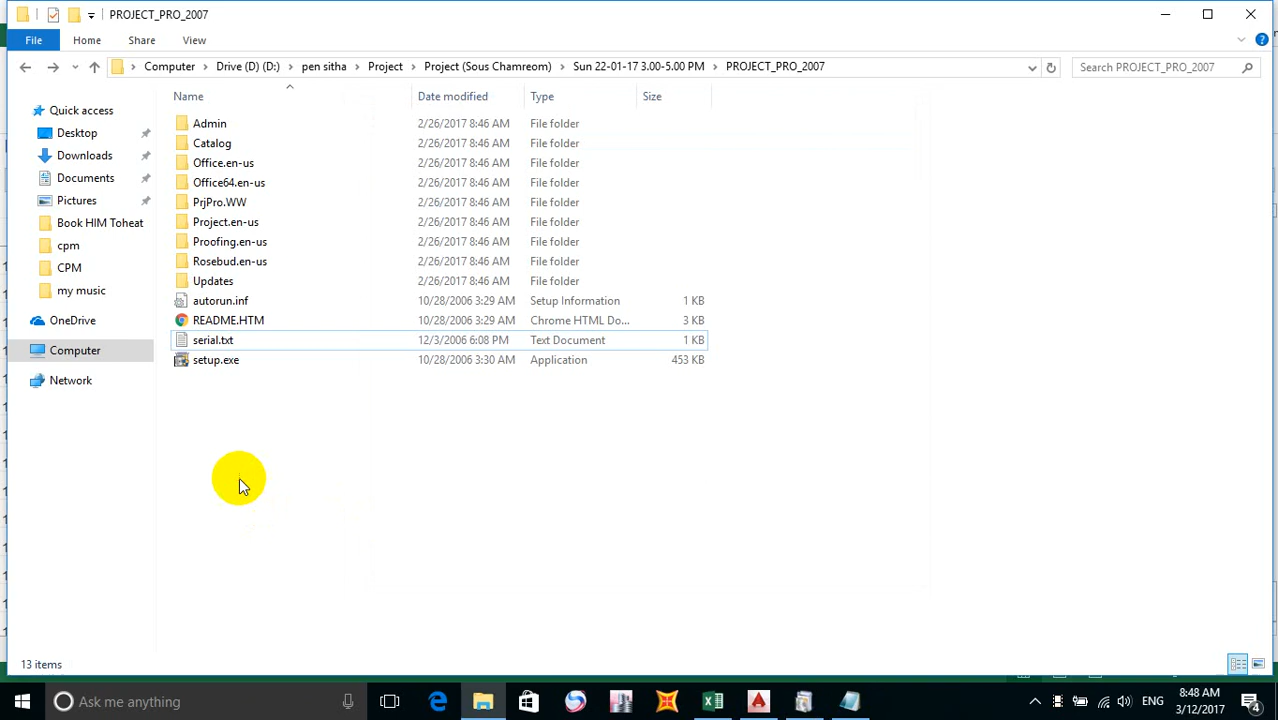 PROJECT_PRO_2007
File Home Share View
Computer Drive (D) (D:) pen sitha Project Project (Sous Chamreom) Sun 22-01-17 3.00-5.00 PM PROJECT_PRO_2007 Search PROJECT_PRO_2007
Name Date modified Type Size
Quick access
Desktop
Downloads
Documents
Pictures
Book HIM Toheat
cpm
CPM
my music
OneDrive
Computer
Network
Admin 2/26/2017 8:46 AM File folder
Catalog 2/26/2017 8:46 AM File folder
Office.en-us 2/26/2017 8:46 AM File folder
Office64.en-us 2/26/2017 8:46 AM File folder
PrjPro.WW 2/26/2017 8:46 AM File folder
Project.en-us 2/26/2017 8:46 AM File folder
Proofing.en-us 2/26/2017 8:46 AM File folder
Rosebud.en-us 2/26/2017 8:46 AM File folder
Updates 2/26/2017 8:46 AM File folder
autorun.inf 10/28/2006 3:29 AM Setup Information 1 KB
README.HTM 10/28/2006 3:29 AM Chrome HTML Do... 3 KB
serial.txt 12/3/2006 6:08 PM Text Document 1 KB
setup.exe 10/28/2006 3:30 AM Application 453 KB
13 items
Ask me anything ENG 8:48 AM
3/12/2017 4